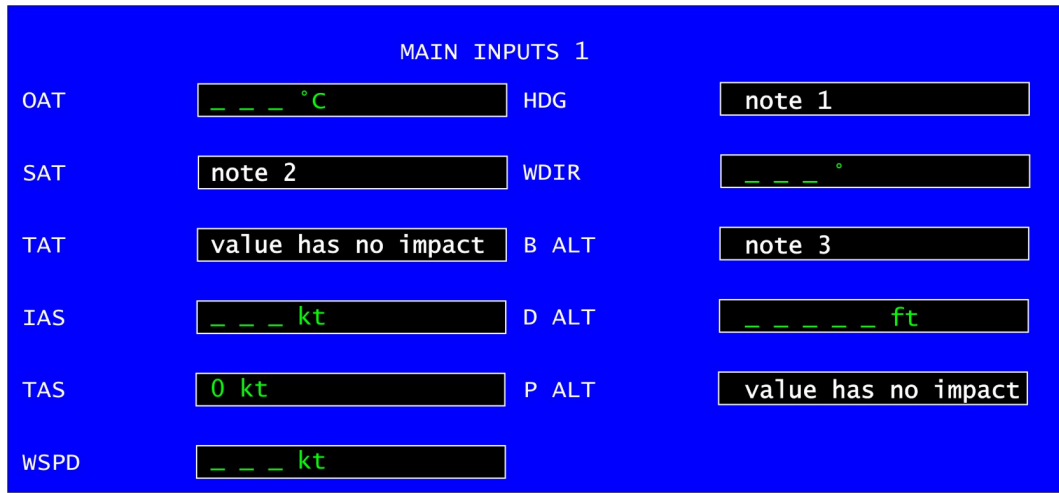 MAIN INPUTS 1
OAT _ _ _ °C HDG note 1
SAT note 2 WDIR _ _ _ °
TAT value has no impact B ALT note 3
IAS _ _ _ kt D ALT _ _ _ _ _ ft
TAS 0 kt P ALT value has no impact
WSPD _ _ _ kt